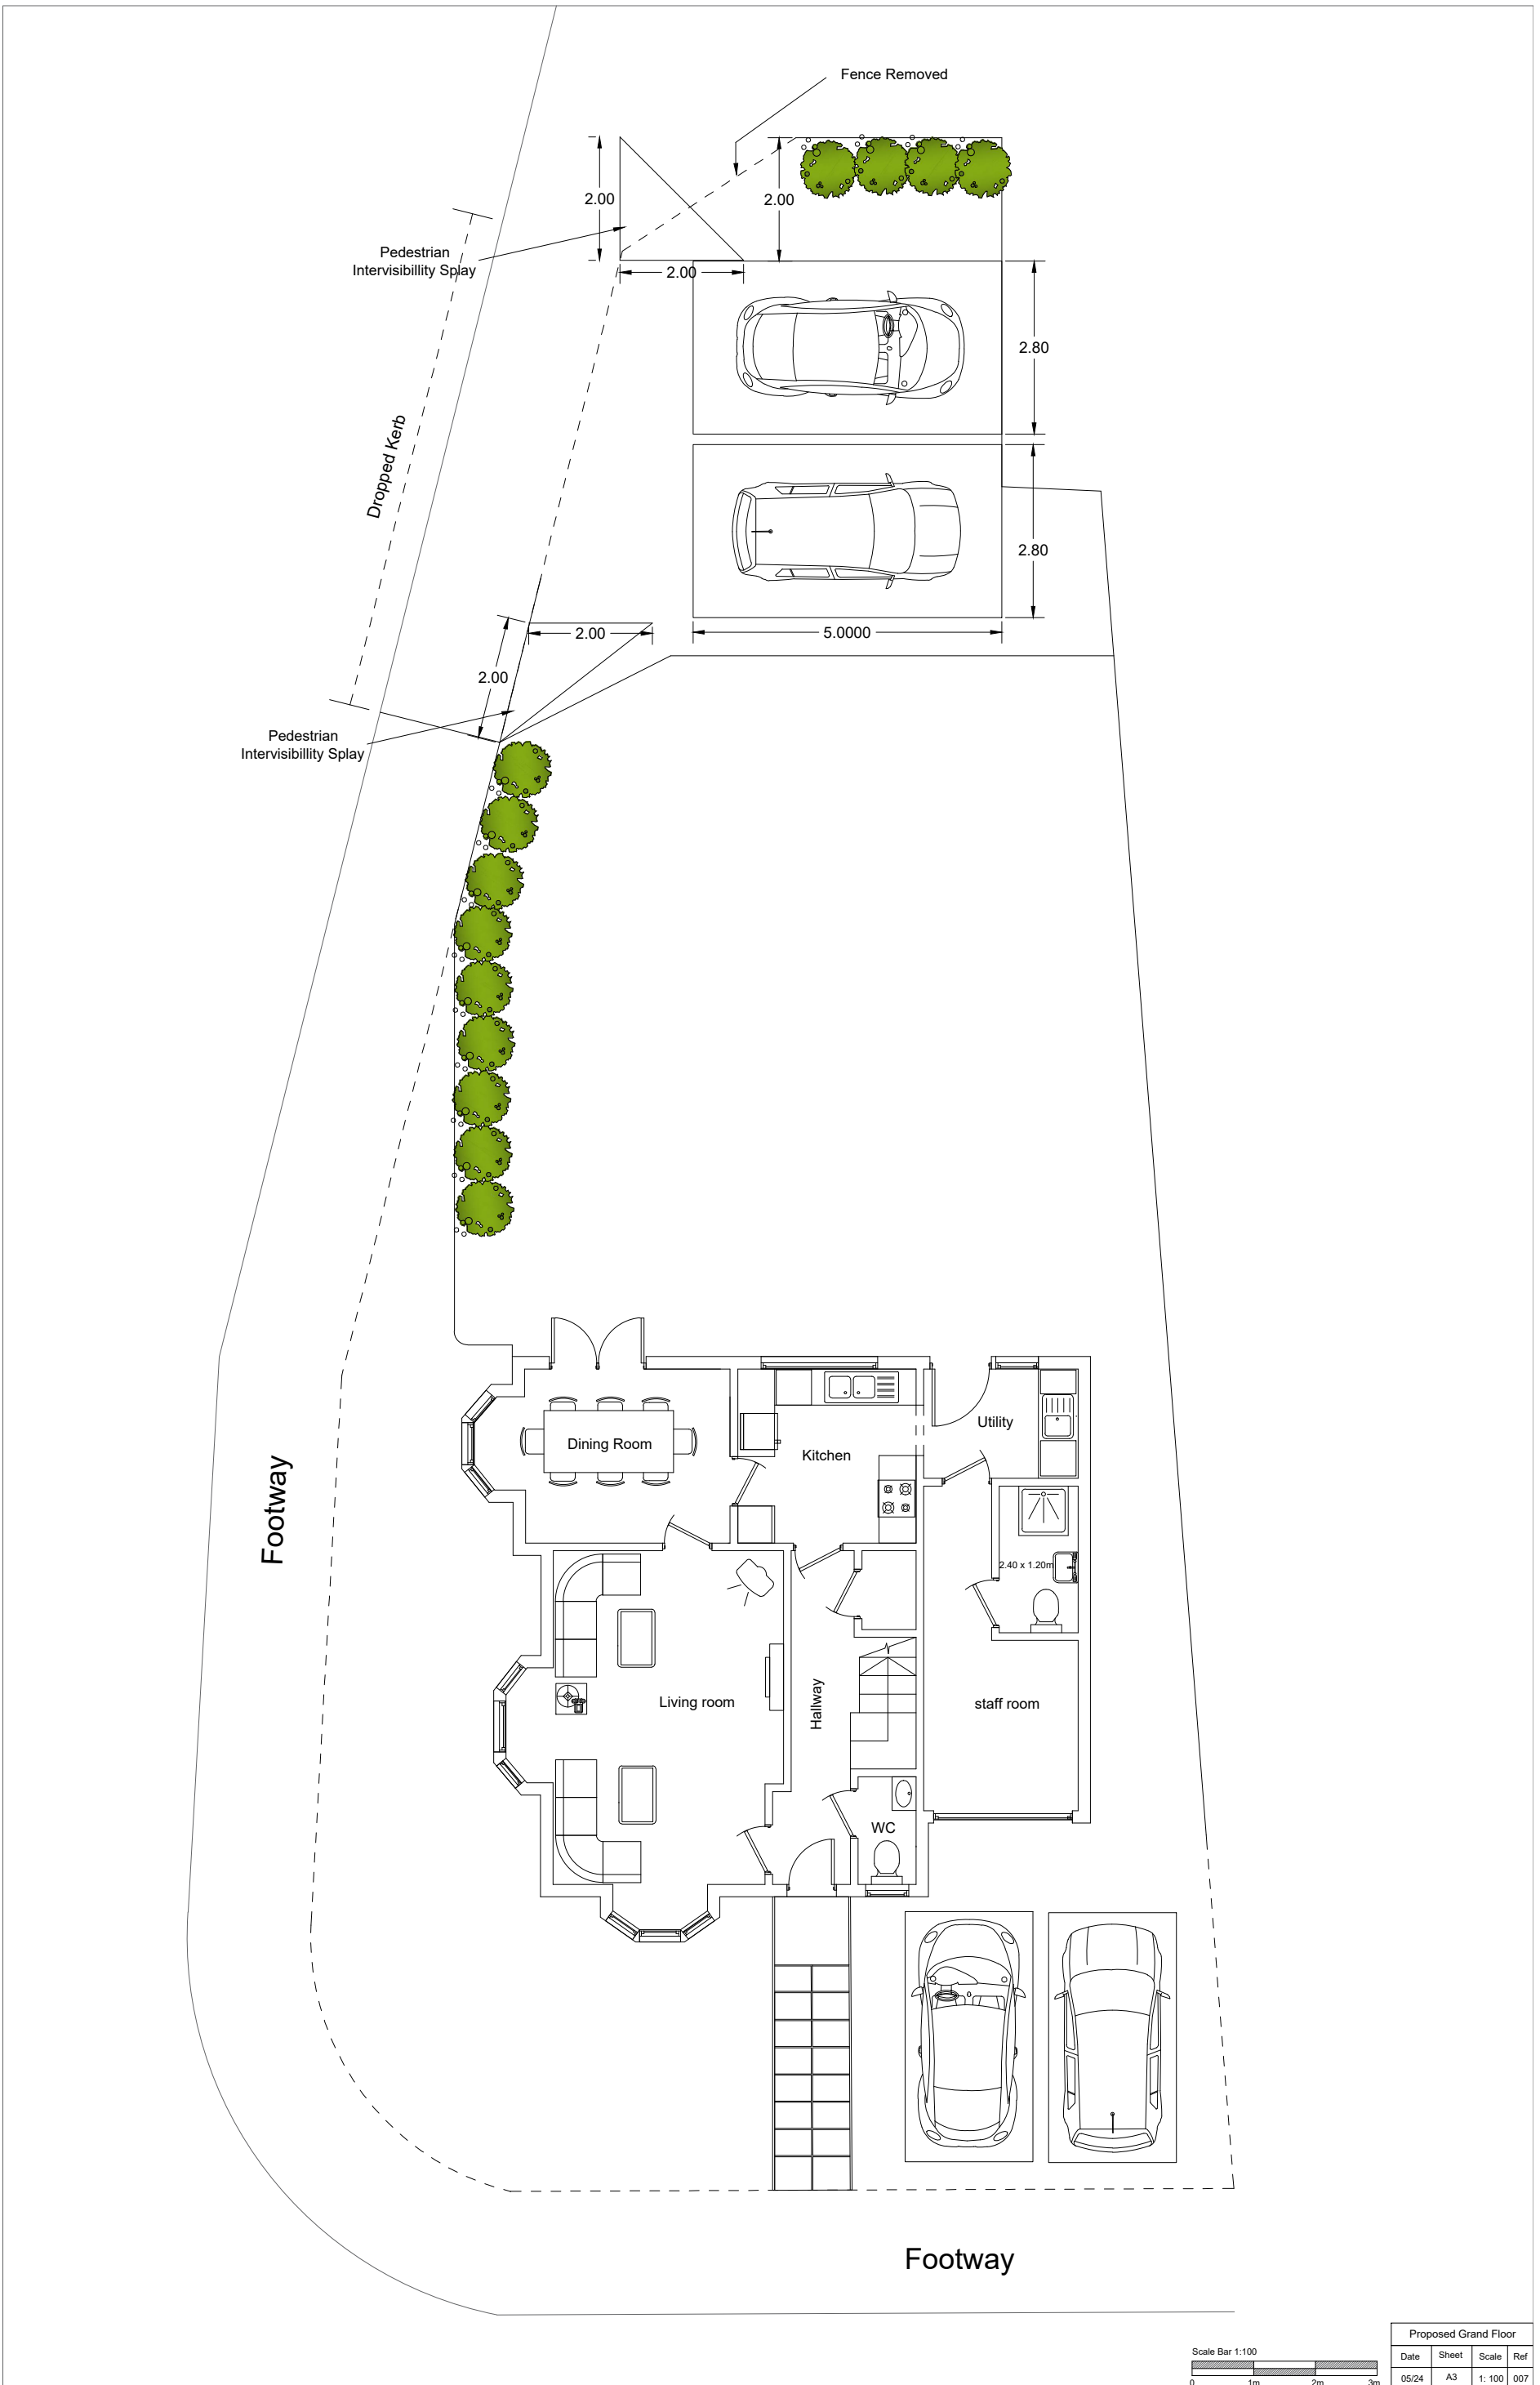 Fence Removed
2.00
2.00
Pedestrian
Intervisibillity Splay
2.00
2.80
Dropped Kerb
2.80
2.00
5.0000
2.00
Pedestrian
Intervisibillity Splay
Utility
Dining Room
Kitchen
Footway
2.40 x 1.20m
Living room
Hallway
staff room
WC
Footway
Proposed Grand Floor
Scale Bar 1:100
Date Sheet Scale Ref
05/24 A3 1: 100 007
0 1m 2m 3m